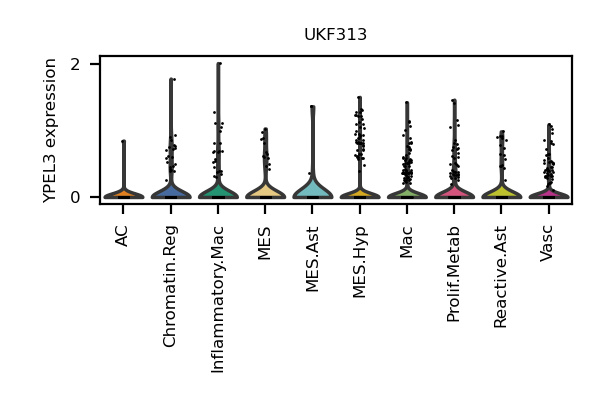 UKF313
YPEL3 expression
2
0
AC
Chromatin.Reg
Inflammatory.Mac
MES
MES.Ast
MES.Hyp
Mac
Prolif.Metab
Reactive.Ast
Vasc